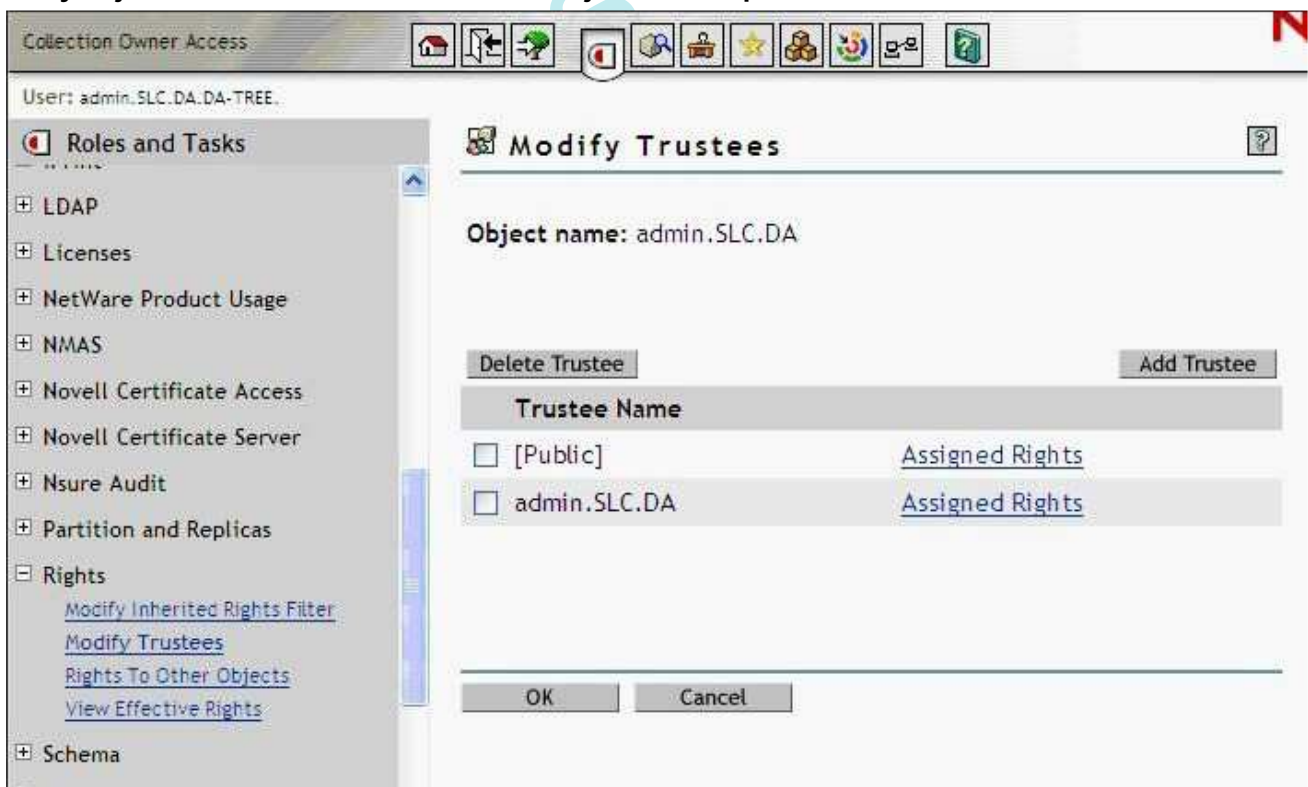 Collection Owner Access
N
User: admin.SLC.DA.DA-TREE.
Roles and Tasks
LDAP
Licenses
NetWare Product Usage
NMAS
Novell Certificate Access
Novell Certificate Server
Nsure Audit
Partition and Replicas
Rights
Modify Inherited Rights Filter
Modify Trustees
Rights To Other Objects
View Effective Rights
Schema
Modify Trustees
Object name: admin.SLC.DA
Delete Trustee
Add Trustee
Trustee Name
[Public] Assigned Rights
admin.SLC.DA Assigned Rights
OK Cancel